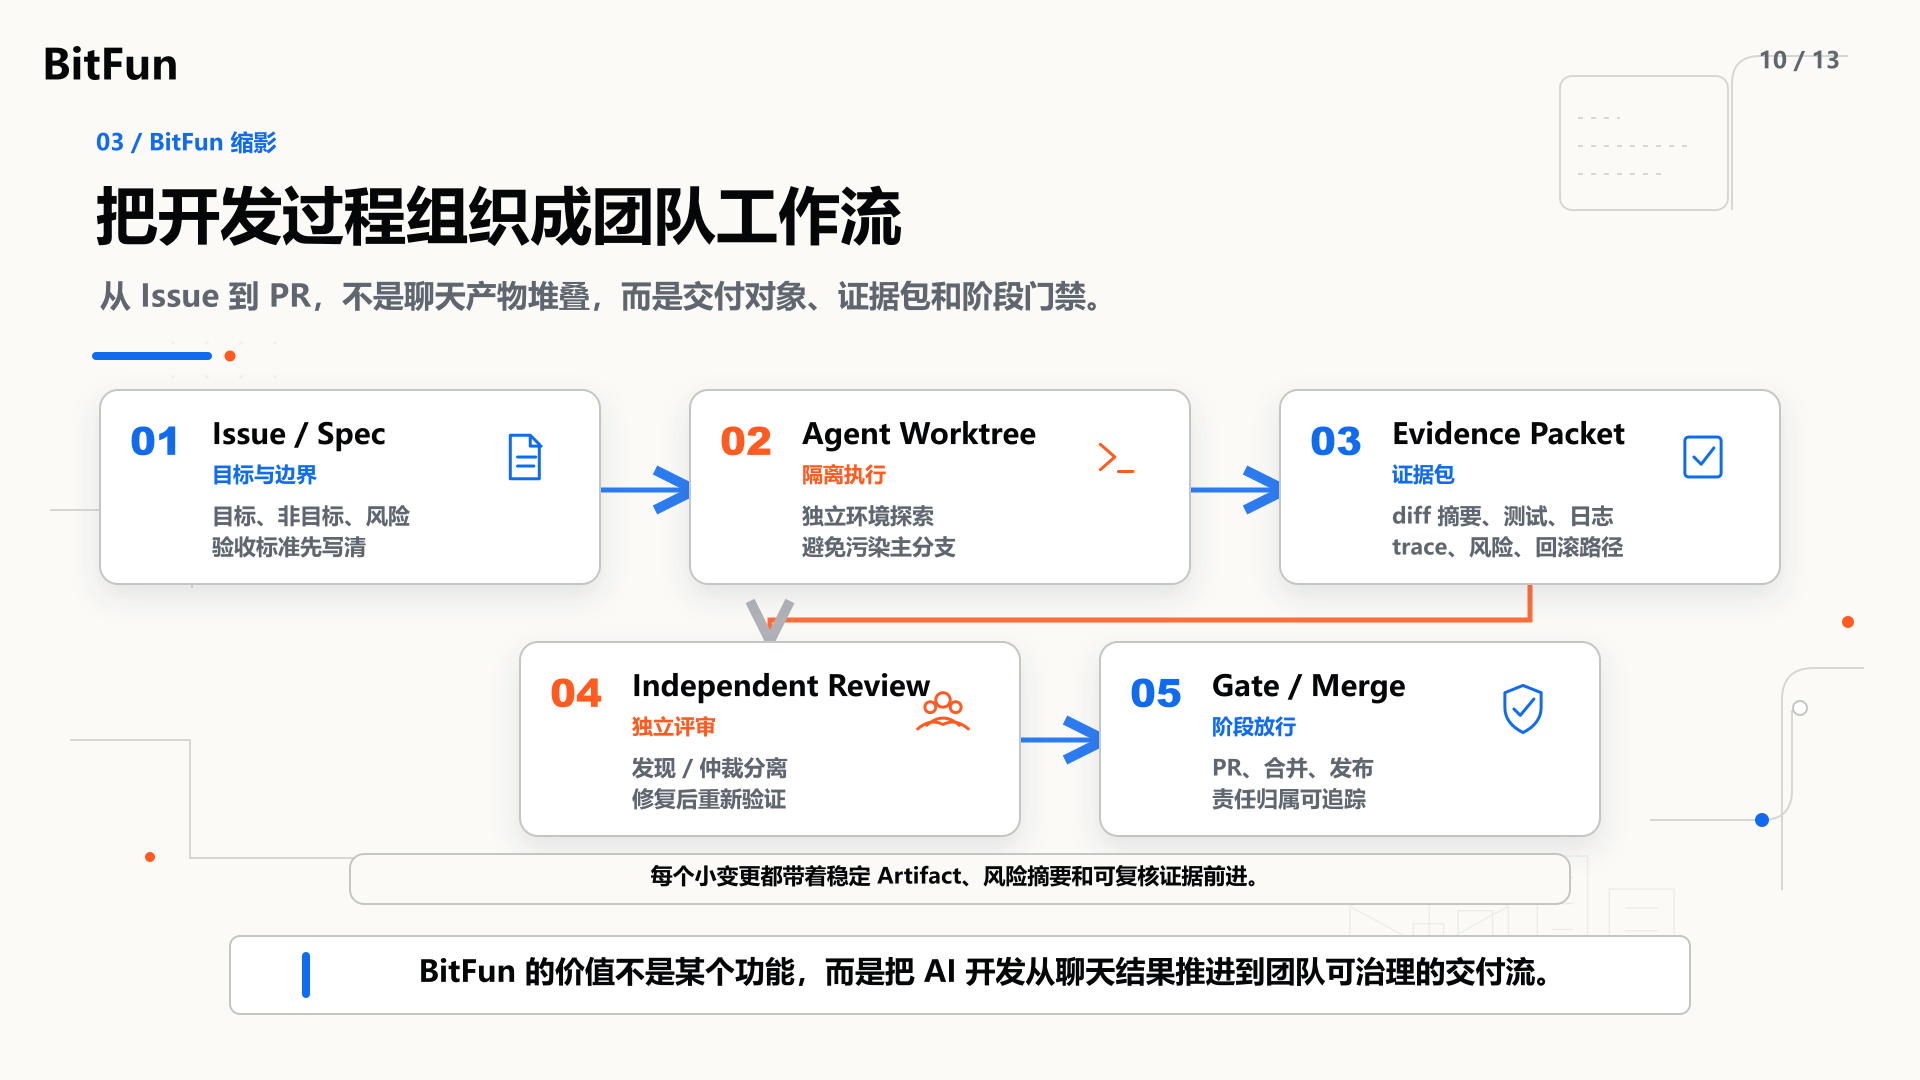 BitFun
10 / 13
03 / BitFun 缩影
把开发过程组织成团队工作流
从 Issue 到 PR，不是聊天产物堆叠，而是交付对象、证据包和阶段门禁。
01
Issue / Spec
目标与边界
目标、非目标、风险
验收标准先写清
02
Agent Worktree
隔离执行
独立环境探索
避免污染主分支
03
Evidence Packet
证据包
diff 摘要、测试、日志
trace、风险、回滚路径
04
Independent Review
独立评审
发现 / 仲裁分离
修复后重新验证
05
Gate / Merge
阶段放行
PR、合并、发布
责任归属可追踪
每个小变更都带着稳定 Artifact、风险摘要和可复核证据前进。
BitFun 的价值不是某个功能，而是把 AI 开发从聊天结果推进到团队可治理的交付流。